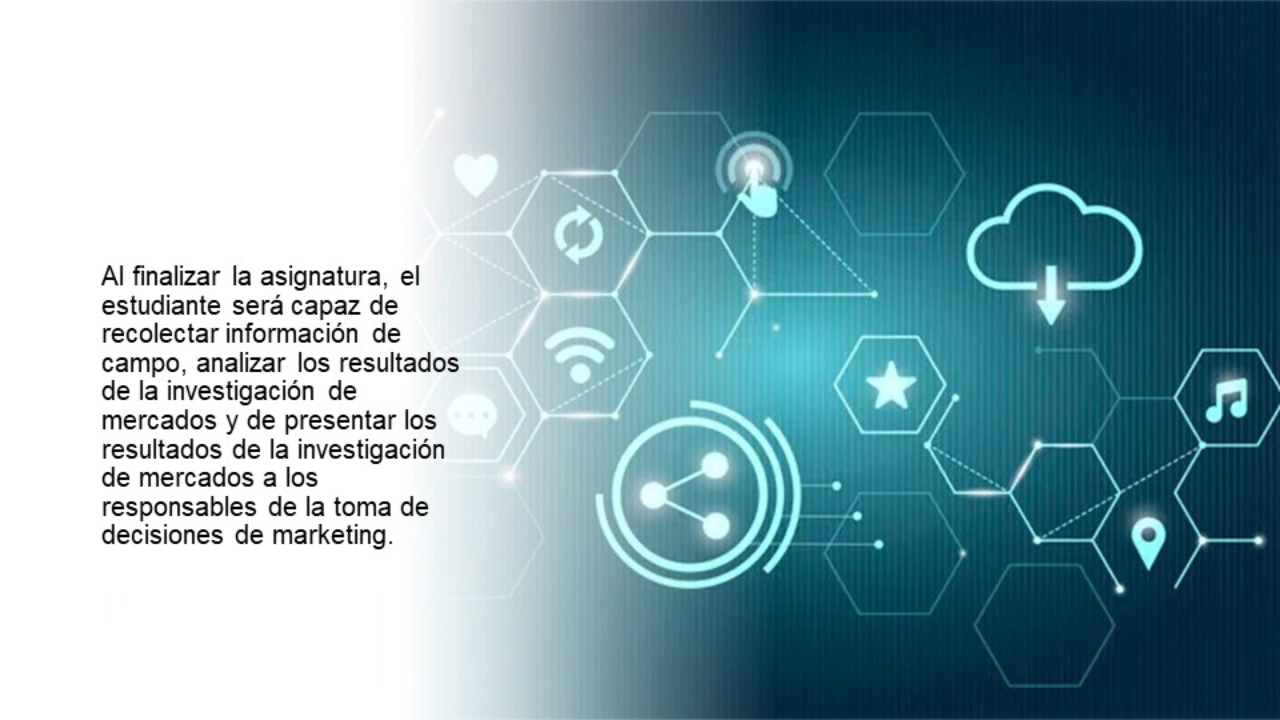 Al finalizar la asignatura, el
estudiante será capaz de
recolectar información de
campo, analizar los resultados
de la investigación de
mercados y de presentar los
resultados de la investigación
de mercados a los
responsables de la toma de
decisiones de marketing.